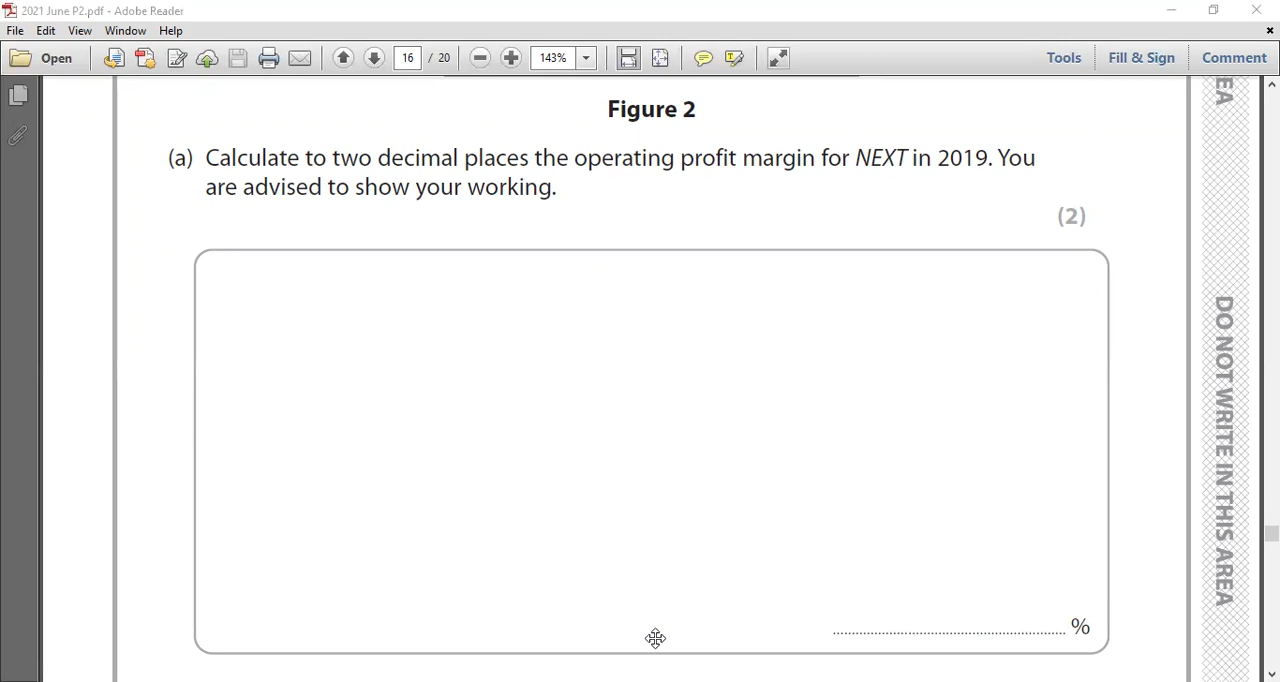 2021 June P2.pdf - Adobe Reader
File Edit View Window Help
Open 16 / 20 143% Tools Fill & Sign Comment
Figure 2
(a) Calculate to two decimal places the operating profit margin for NEXT in 2019. You
are advised to show your working.
(2)
%
EA
DO NOT WRITE IN THIS AREA